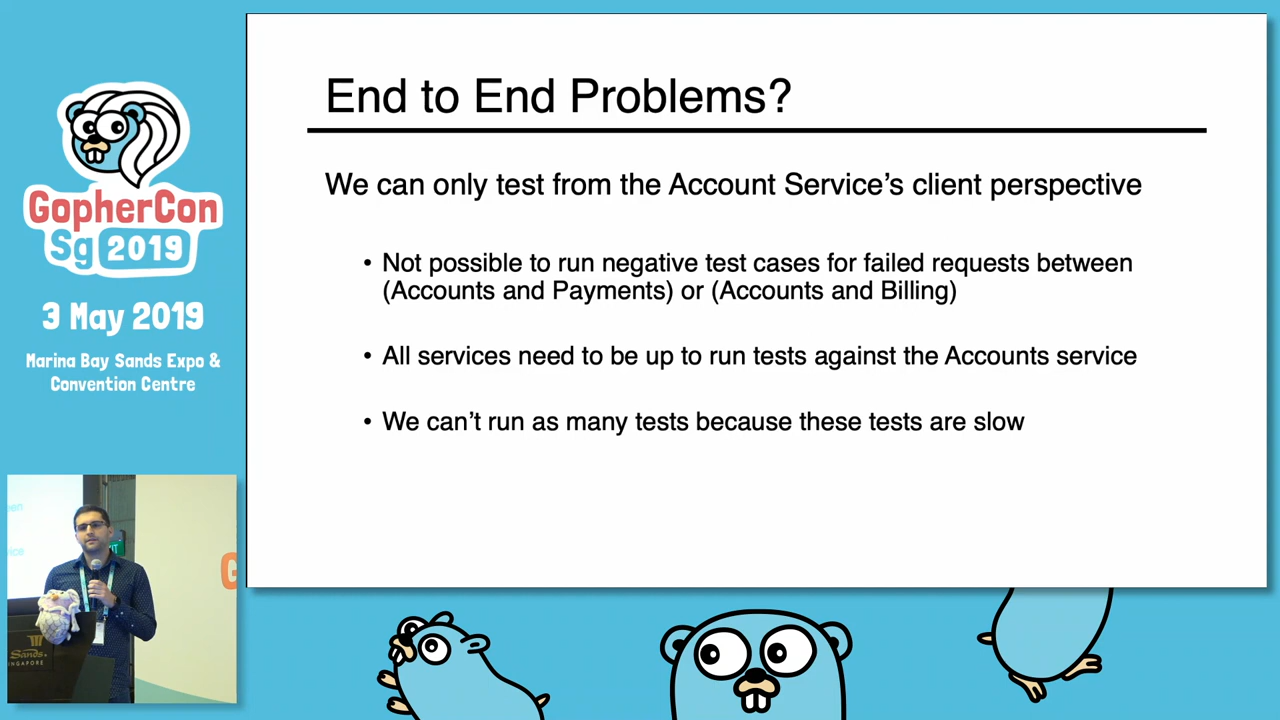 GopherCon
Sg 2019
3 May 2019
Marina Bay Sands Expo &
Convention Centre
End to End Problems?
We can only test from the Account Service’s client perspective
• Not possible to run negative test cases for failed requests between
(Accounts and Payments) or (Accounts and Billing)
• All services need to be up to run tests against the Accounts service
• We can’t run as many tests because these tests are slow
Sands